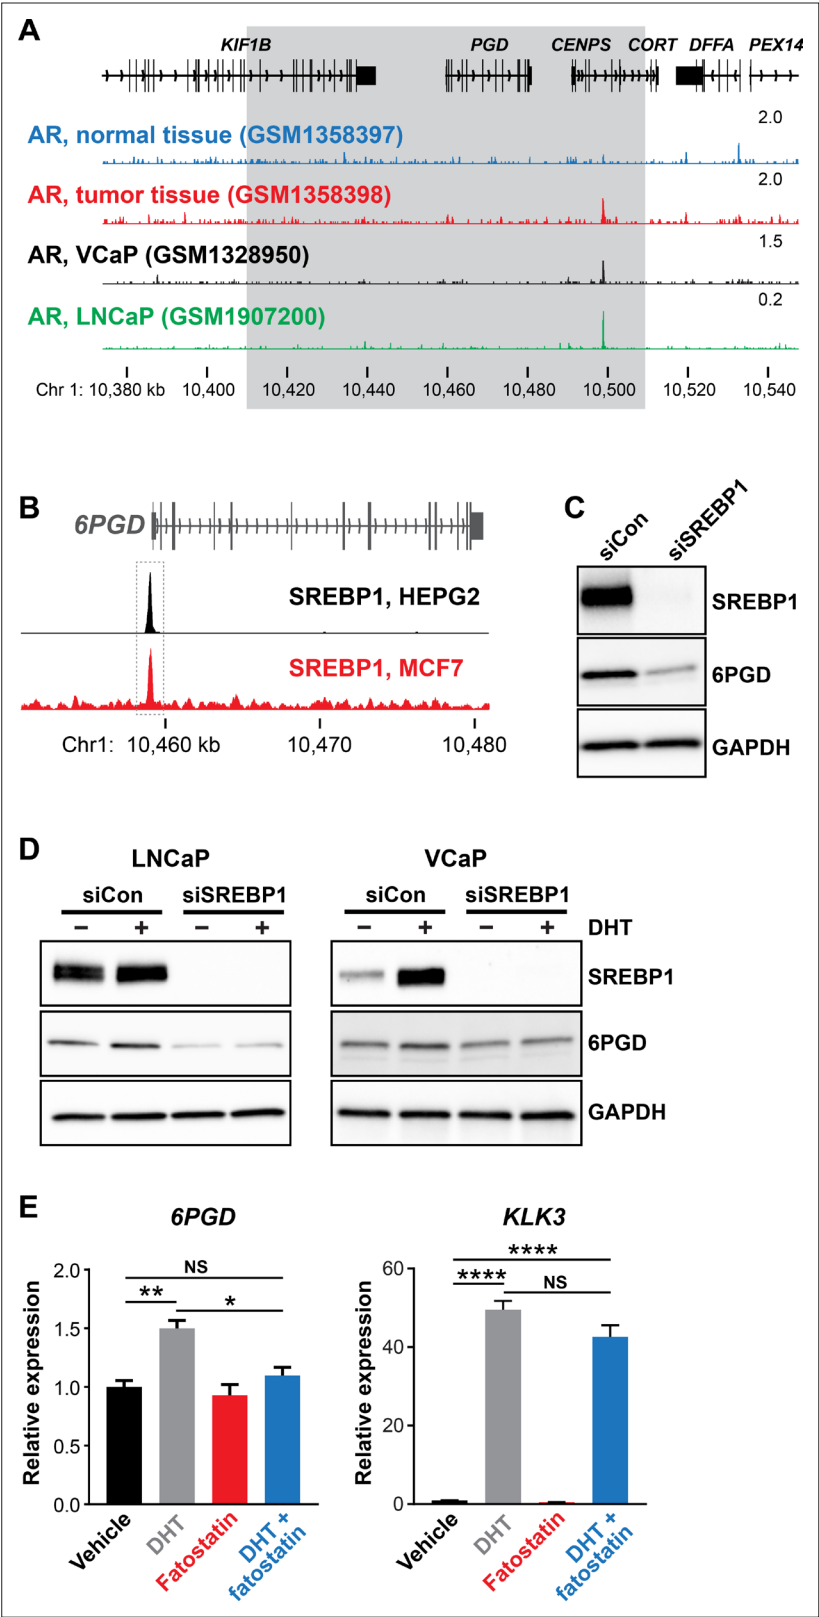 A
KIF1B PGD CENPS CORT DFFA PEX14
2.0
AR, normal tissue (GSM1358397)
2.0
AR, tumor tissue (GSM1358398)
1.5
AR, VCaP (GSM1328950)
0.2
AR, LNCaP (GSM1907200)
Chr 1: 10,380 kb 10,400 10,420 10,440 10,460 10,480 10,500 10,520 10,540
B
6PGD
SREBP1, HEPG2
SREBP1, MCF7
Chr1: 10,460 kb 10,470 10,480
C
siCon siSREBP1
SREBP1
6PGD
GAPDH
D
LNCaP VCaP
siCon siSREBP1 siCon siSREBP1
− + − + − + − + DHT
SREBP1
6PGD
GAPDH
E
6PGD
Relative expression
2.0
1.5
1.0
0.5
0.0
NS
** *
Vehicle
DHT
Fatostatin
DHT +
fatostatin
KLK3
Relative expression
60
40
20
0
****
**** NS
Vehicle
DHT
Fatostatin
DHT +
fatostatin